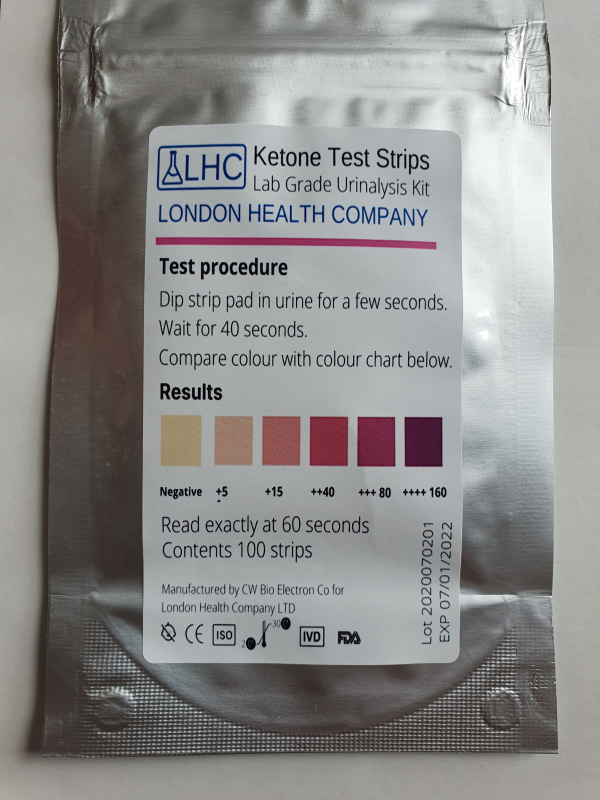 LHC Ketone Test Strips
Lab Grade Urinalysis Kit
LONDON HEALTH COMPANY
Test procedure
Dip strip pad in urine for a few seconds.
Wait for 40 seconds.
Compare colour with colour chart below.
Results
Negative +5 +15 ++40 +++ 80 ++++ 160
Read exactly at 60 seconds
Contents 100 strips
Manufactured by CW Bio Electron Co for
London Health Company LTD
CE ISO 30 IVD FDA
Lot 2020070201
EXP 07/01/2022